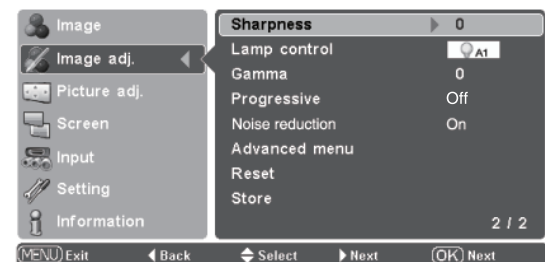 Image
Image adj.
Picture adj.
Screen
Input
Setting
Information
Sharpness 0
Lamp control A1
Gamma 0
Progressive Off
Noise reduction On
Advanced menu
Reset
Store
2 / 2
MENU Exit Back Select Next OK Next